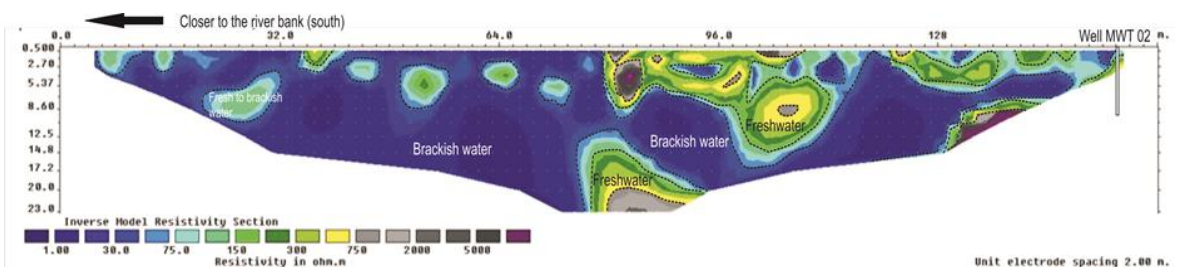 Closer to the river bank (south)
0.0 32.0 64.0 96.0 128 m.
Well MWT 02
0.500
2.70
5.37
8.60
12.5
14.8
17.2
20.0
23.0
Fresh to brackish
water
Brackish water
Freshwater
Brackish water
Freshwater
Inverse Model Resistivity Section
1.00 30.0 75.0 150 300 750 2000 5000
Resistivity in ohm.m
Unit electrode spacing 2.00 m.